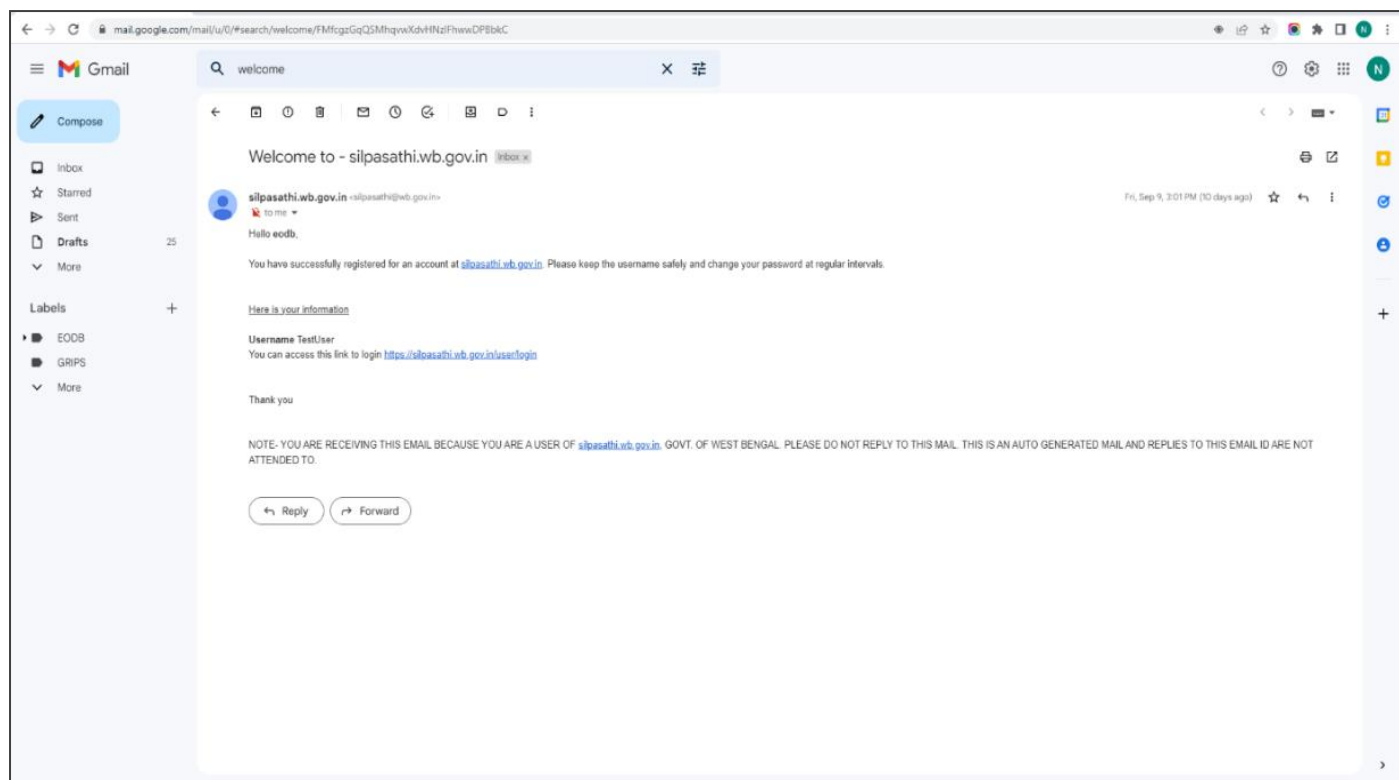 mail.google.com/mail/u/0/#search/welcome/FMfcgzGqQSMhqvwXdvHNzlFhwwDPBbkC
N
Gmail
welcome
N
Compose
Inbox
Starred
Sent
Drafts 25
More
Labels
EODB
GRIPS
More
Welcome to - silpasathi.wb.gov.in Inbox x
silpasathi.wb.gov.in <silpasathi@wb.gov.in>
Fri, Sep 9, 3:01 PM (10 days ago)
to me
Hello eodb,
You have successfully registered for an account at silpasathi.wb.gov.in. Please keep the username safely and change your password at regular intervals.
Here is your information
Username TestUser
You can access this link to login https://silpasathi.wb.gov.in/user/login
Thank you
NOTE- YOU ARE RECEIVING THIS EMAIL BECAUSE YOU ARE A USER OF silpasathi.wb.gov.in, GOVT. OF WEST BENGAL. PLEASE DO NOT REPLY TO THIS MAIL. THIS IS AN AUTO GENERATED MAIL AND REPLIES TO THIS EMAIL ID ARE NOT
ATTENDED TO.
Reply
Forward